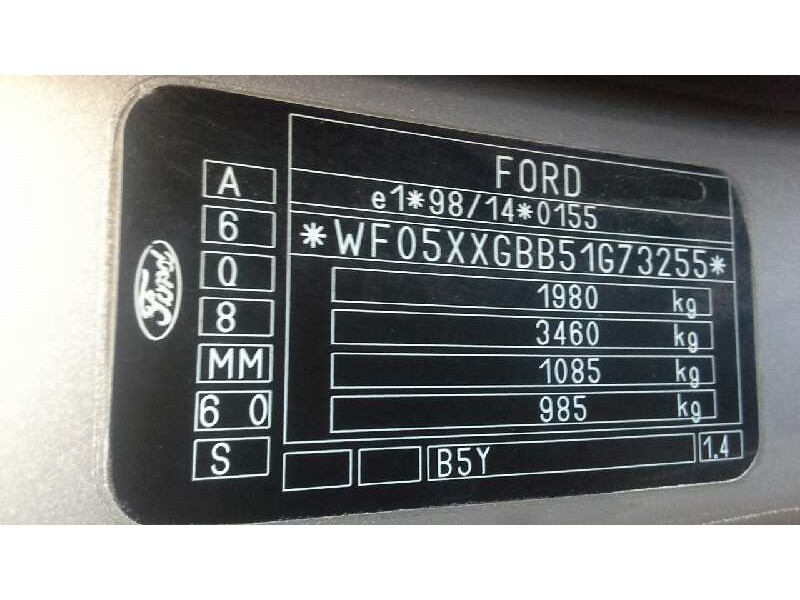 FORD
e1*98/14*0155
*WF05XXGBB51G73255*
1980 kg
3460 kg
1085 kg
985 kg
A
6
Q
8
MM
6 0
S
B5Y
1.4
Ford